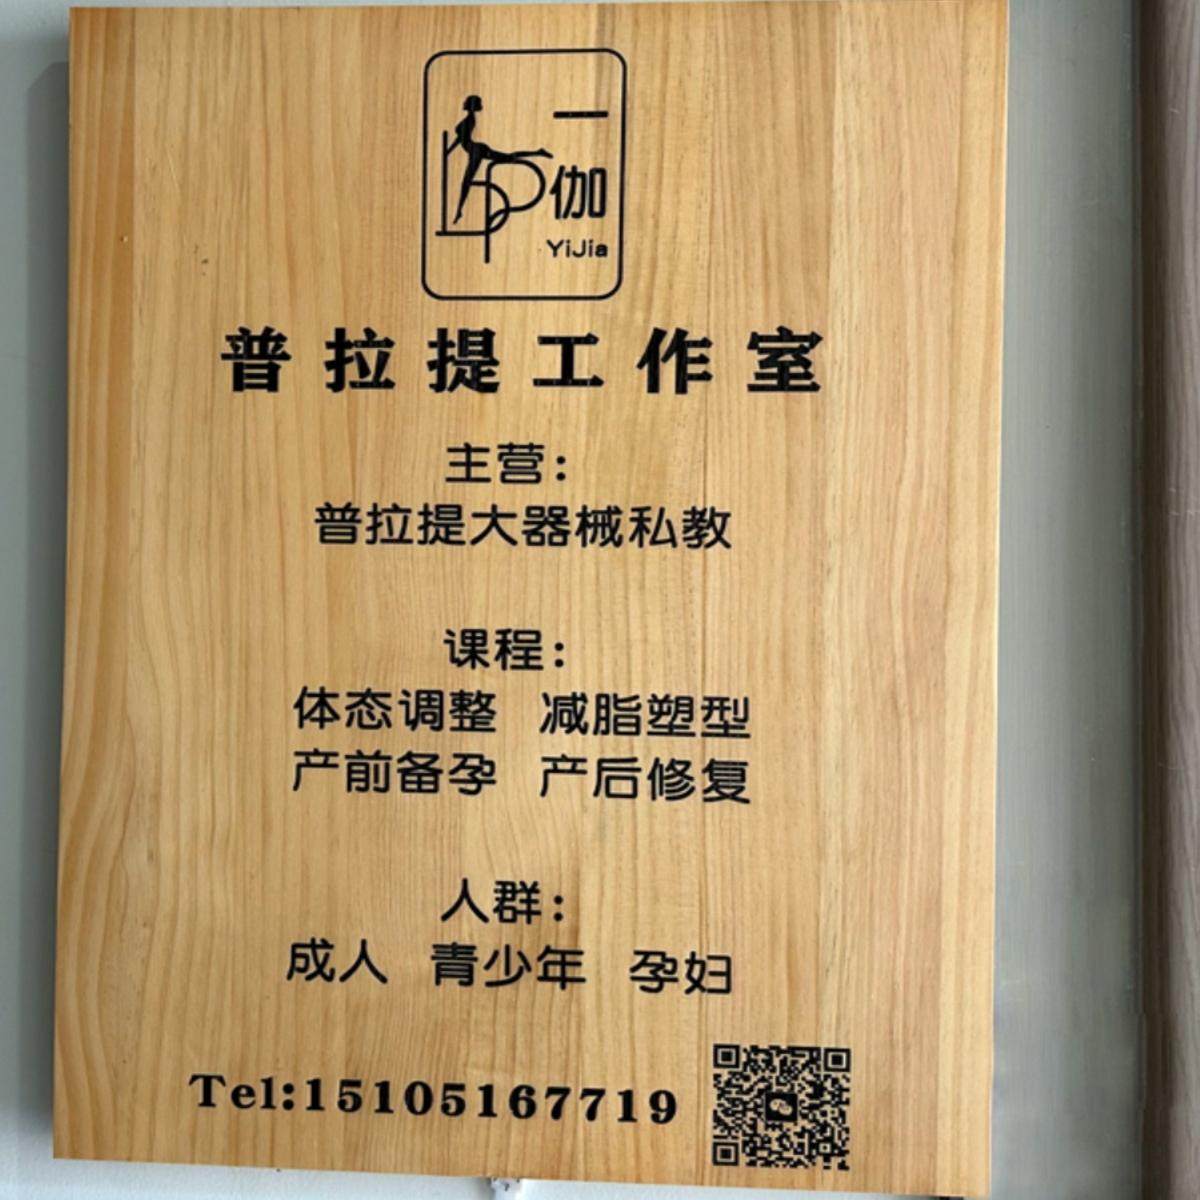 一
伽
YiJia
普拉提工作室
主营：
普拉提大器械私教
课程：
体态调整 减脂塑型
产前备孕 产后修复
人群：
成人 青少年 孕妇
Tel:15105167719